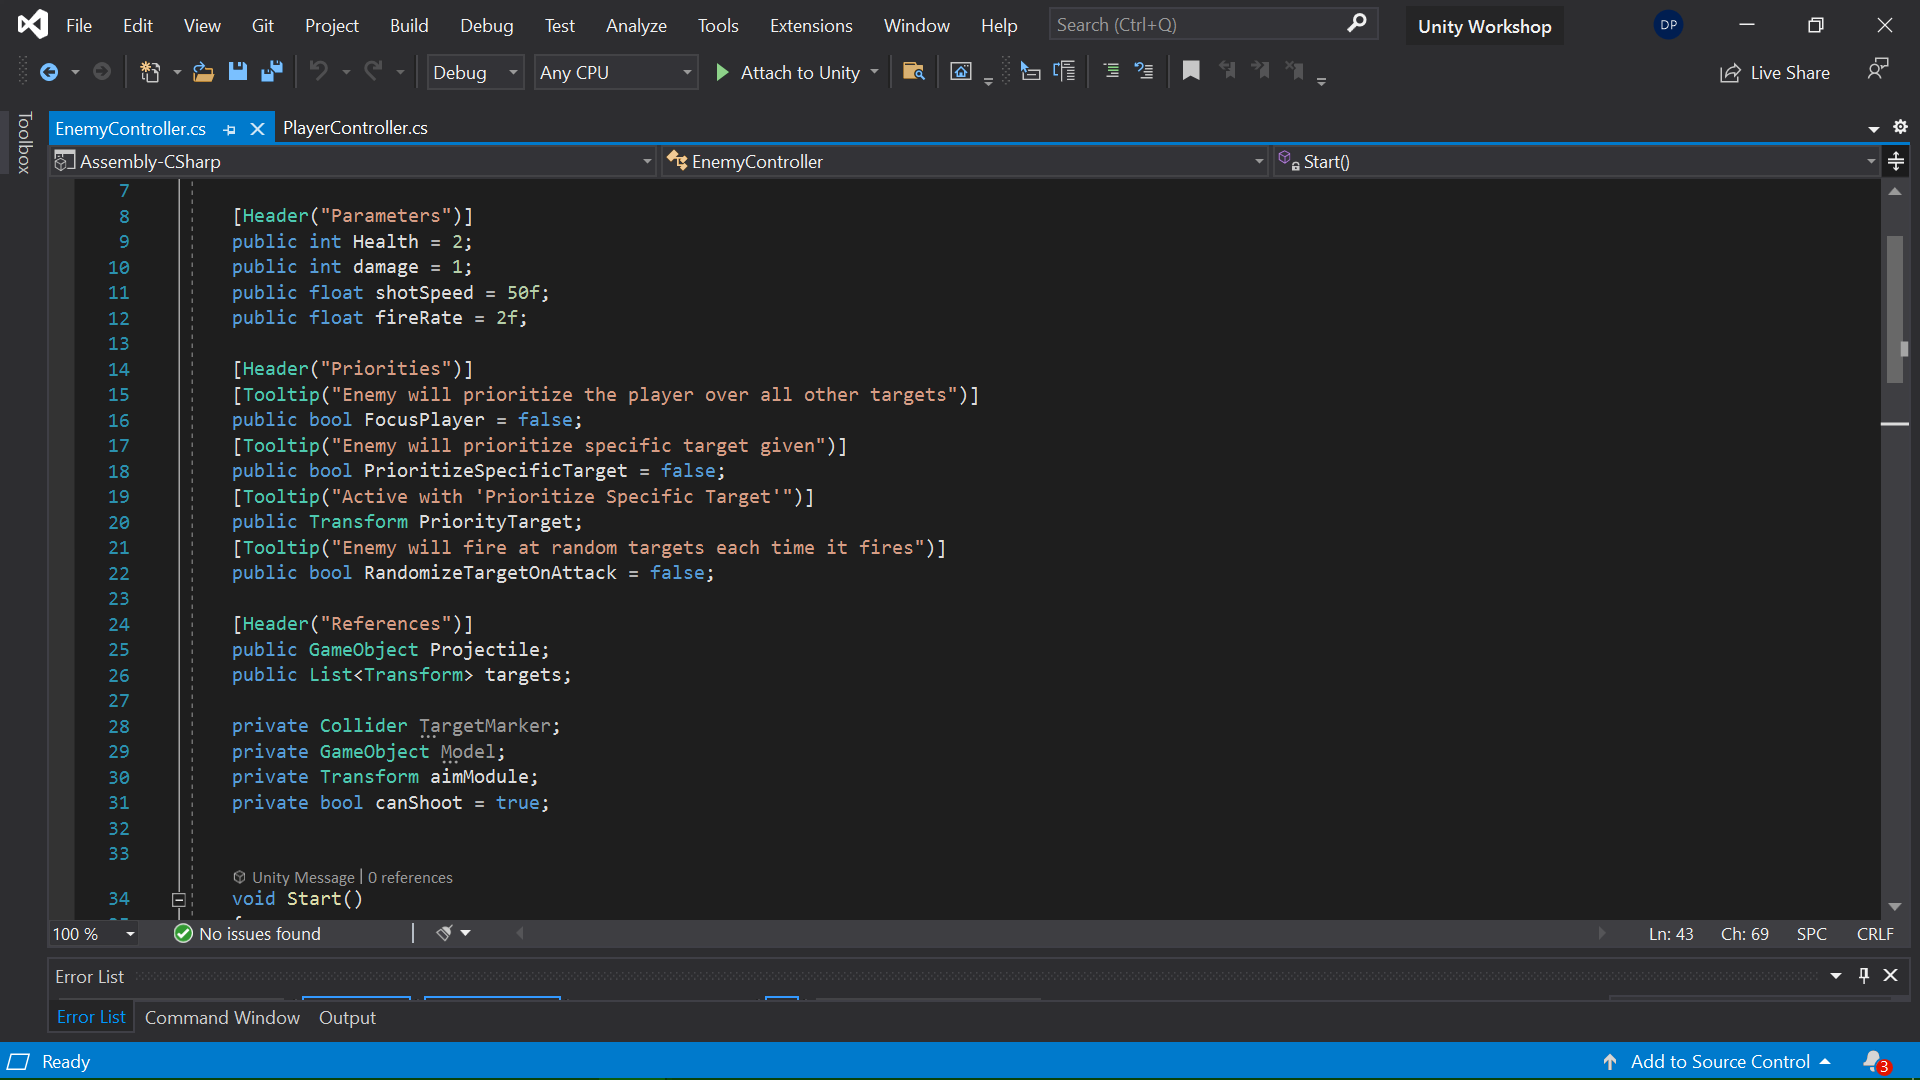 File Edit View Git Project Build Debug Test Analyze Tools Extensions Window Help Search (Ctrl+Q) Unity Workshop DP
Debug Any CPU Attach to Unity Live Share
Toolbox
EnemyController.cs PlayerController.cs
Assembly-CSharp EnemyController Start()
7
8 [Header("Parameters")]
9 public int Health = 2;
10 public int damage = 1;
11 public float shotSpeed = 50f;
12 public float fireRate = 2f;
13
14 [Header("Priorities")]
15 [Tooltip("Enemy will prioritize the player over all other targets")]
16 public bool FocusPlayer = false;
17 [Tooltip("Enemy will prioritize specific target given")]
18 public bool PrioritizeSpecificTarget = false;
19 [Tooltip("Active with 'Prioritize Specific Target'")]
20 public Transform PriorityTarget;
21 [Tooltip("Enemy will fire at random targets each time it fires")]
22 public bool RandomizeTargetOnAttack = false;
23
24 [Header("References")]
25 public GameObject Projectile;
26 public List<Transform> targets;
27
28 private Collider TargetMarker;
29 private GameObject Model;
30 private Transform aimModule;
31 private bool canShoot = true;
32
33
Unity Message | 0 references
34 void Start()
100 % No issues found Ln: 43 Ch: 69 SPC CRLF
Error List
Error List Command Window Output
Ready Add to Source Control 3